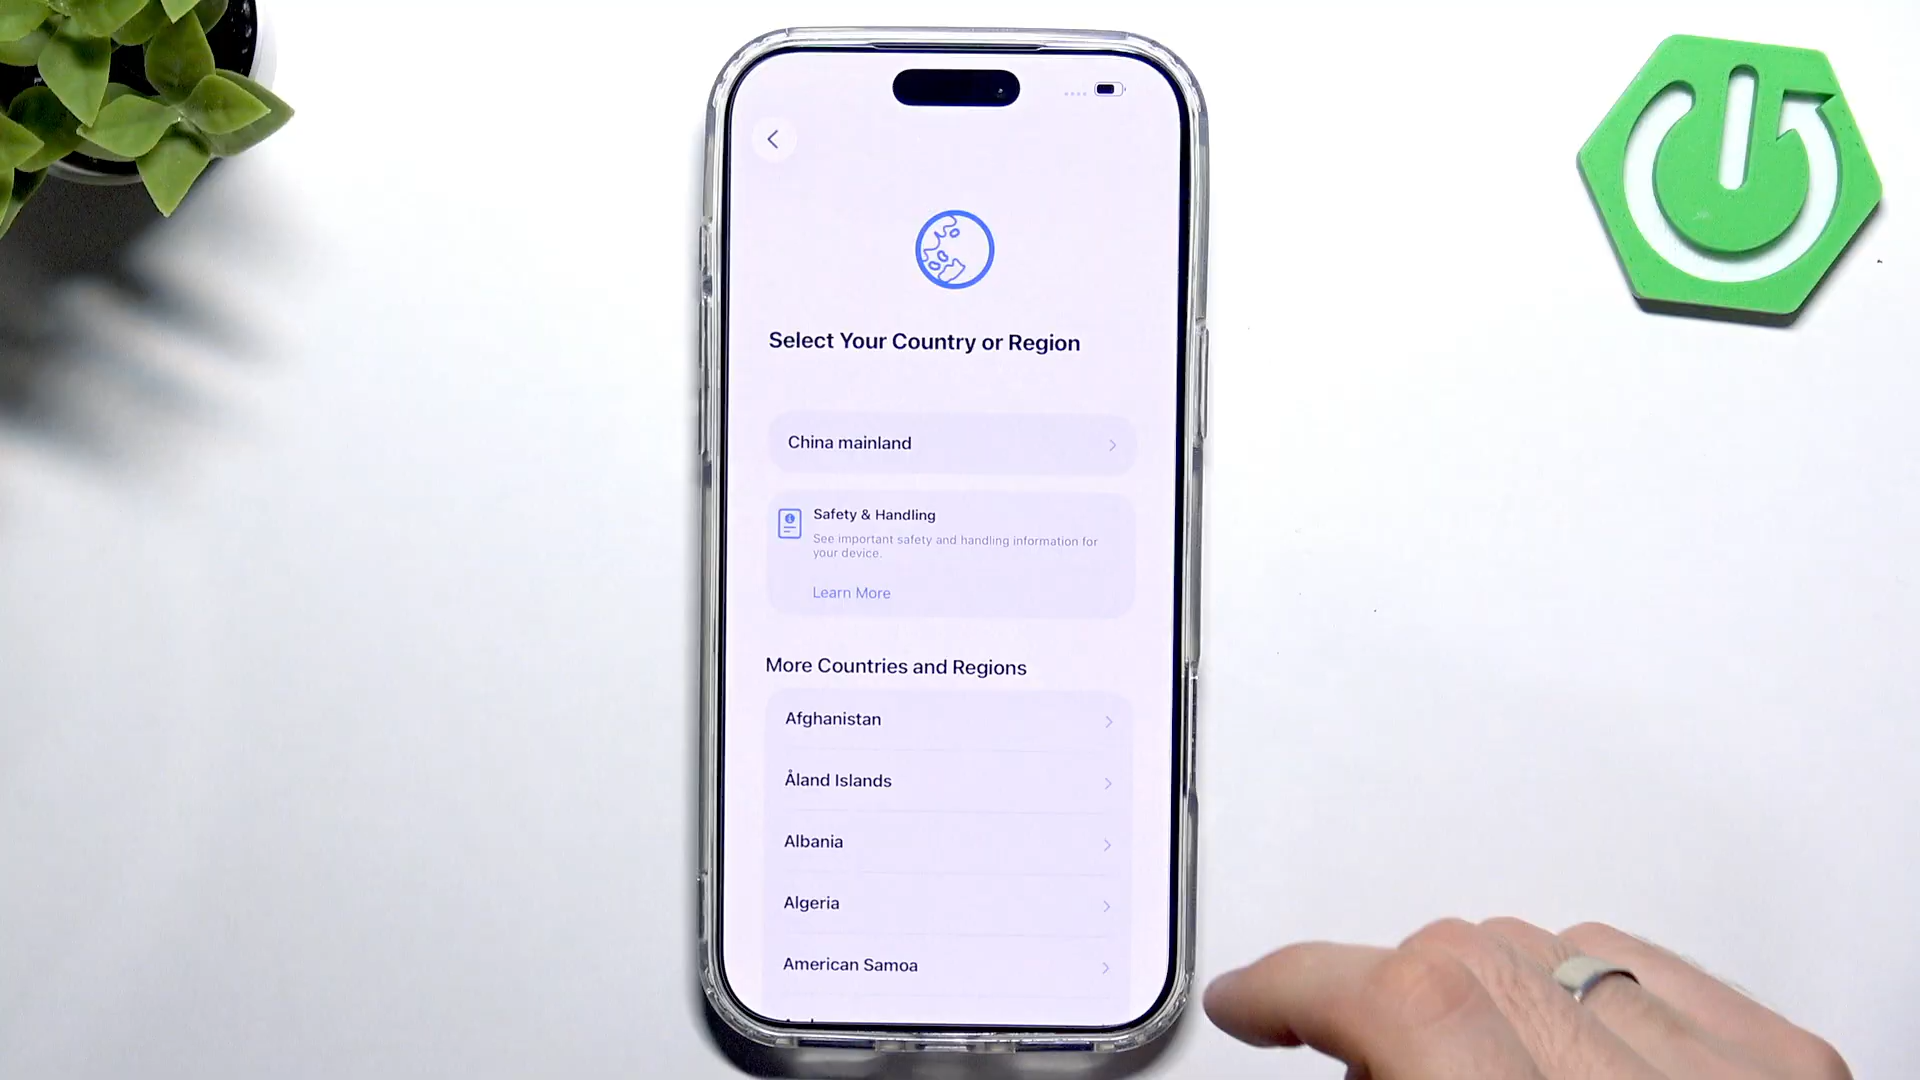 Select Your Country or Region
China mainland
Safety & Handling
See important safety and handling information for
your device.
Learn More
More Countries and Regions
Afghanistan
Åland Islands
Albania
Algeria
American Samoa